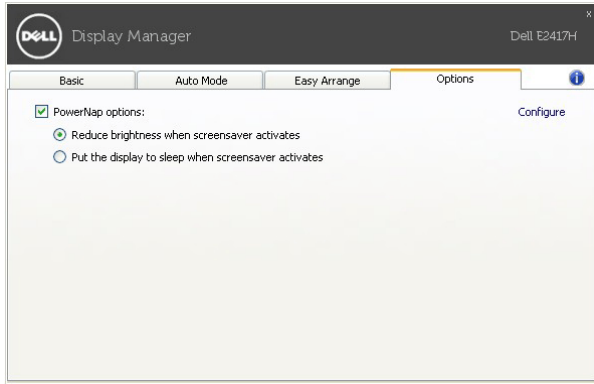 x
DELL Display Manager Dell E2417H
Basic Auto Mode Easy Arrange Options i
PowerNap options: Configure
Reduce brightness when screensaver activates
Put the display to sleep when screensaver activates